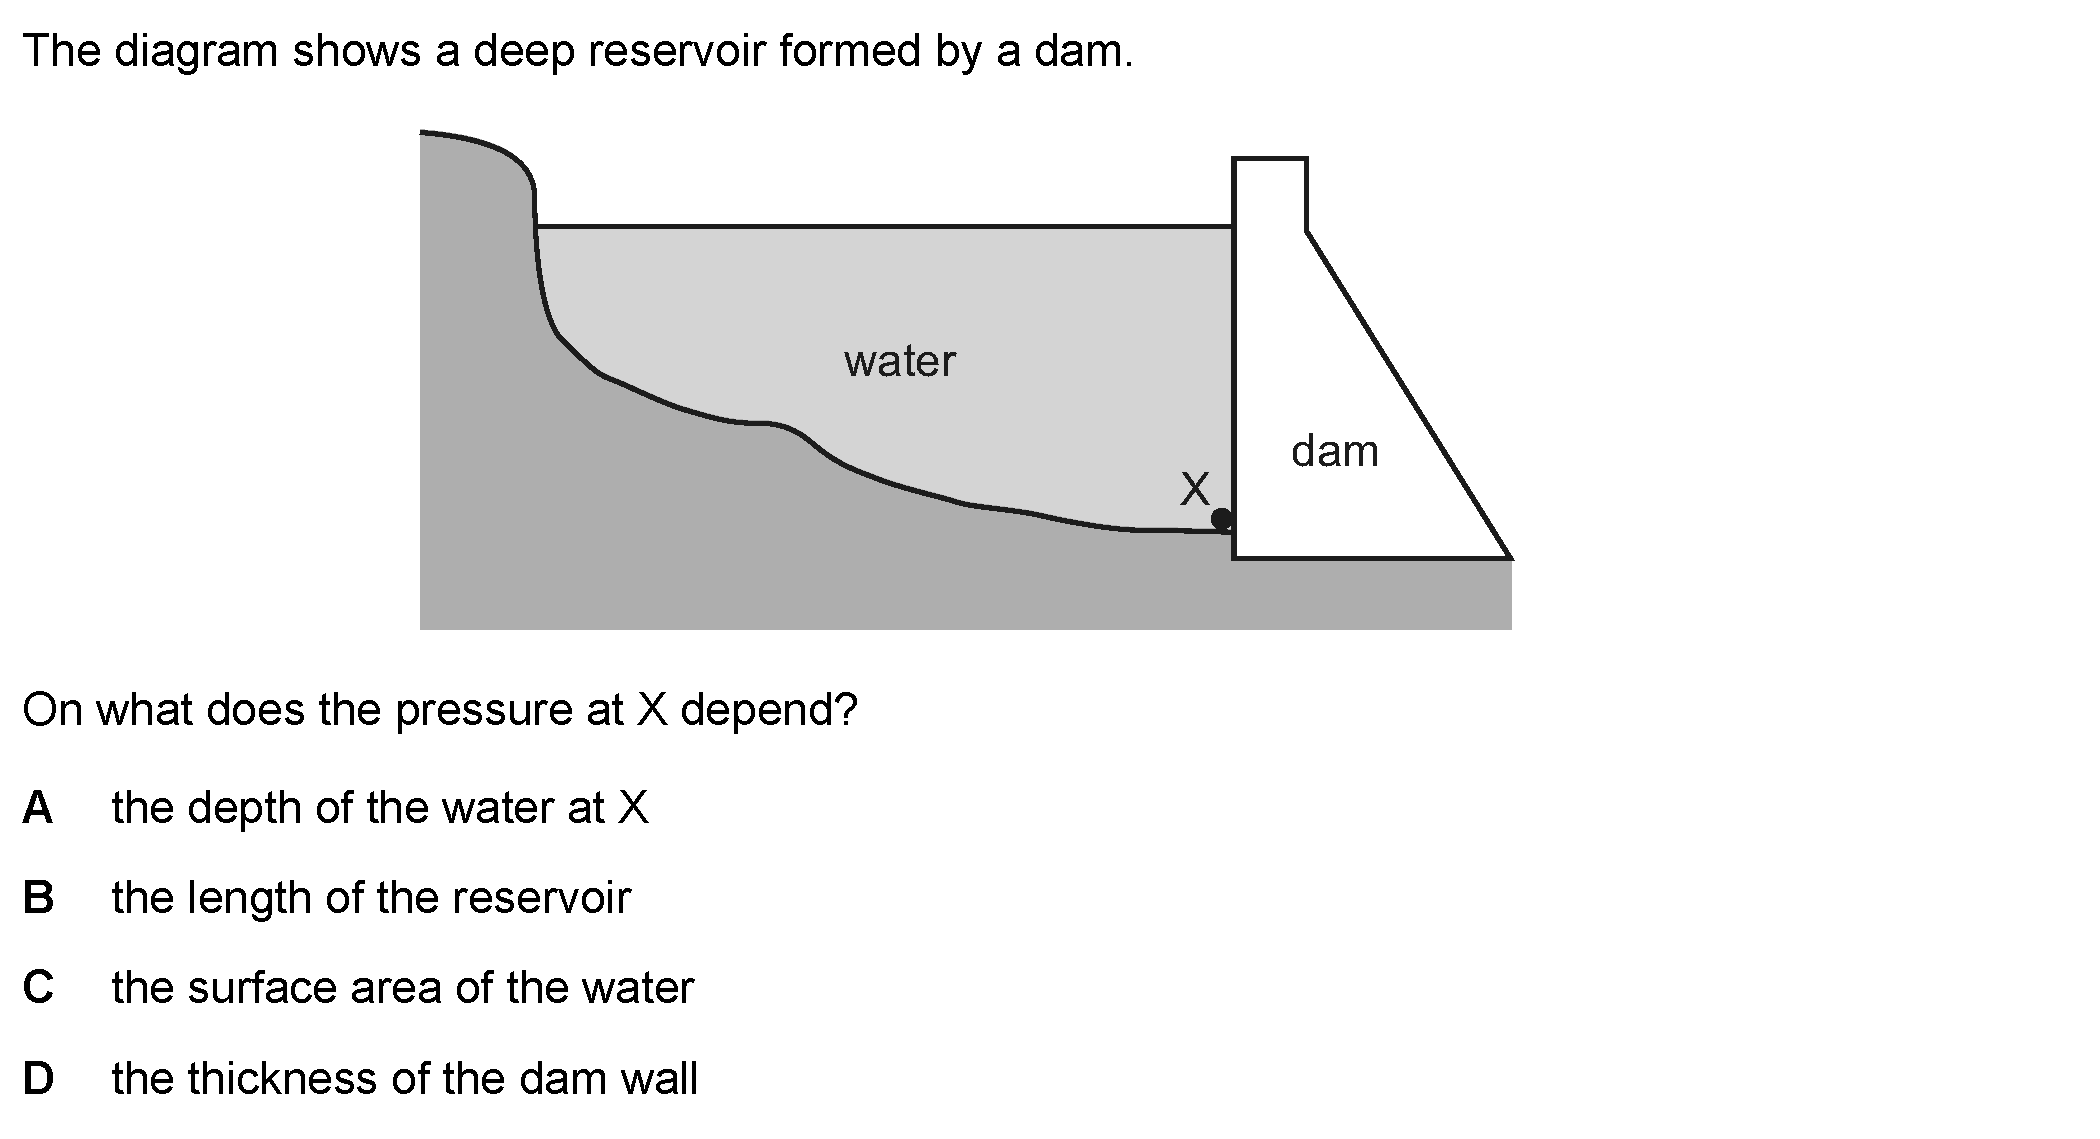 The diagram shows a deep reservoir formed by a dam.
water
dam
X
On what does the pressure at X depend?
A the depth of the water at X
B the length of the reservoir
C the surface area of the water
D the thickness of the dam wall